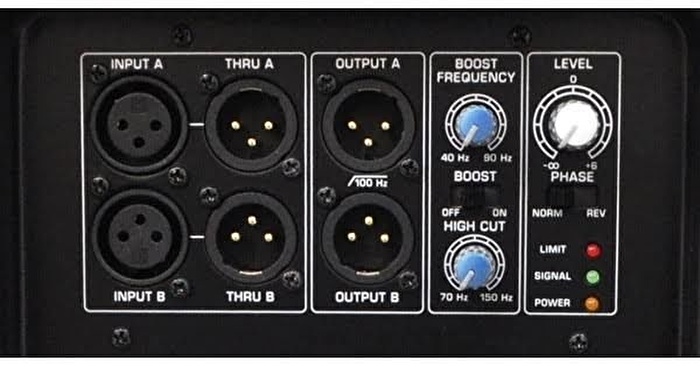 INPUT A
THRU A
INPUT B
THRU B
OUTPUT A
100 Hz
OUTPUT B
BOOST
FREQUENCY
40 Hz 90 Hz
BOOST
OFF ON
HIGH CUT
70 Hz 150 Hz
LEVEL
0
-∞ +6
PHASE
NORM REV
LIMIT
SIGNAL
POWER